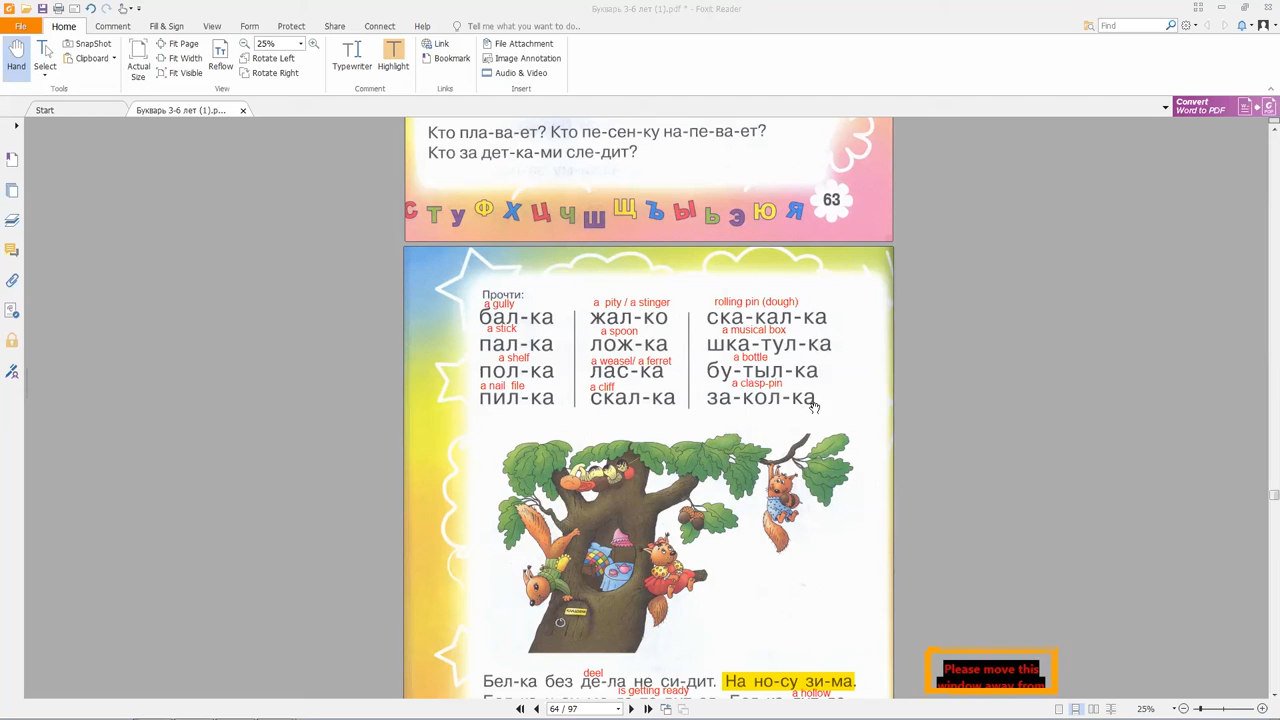 Букварь 3-6 лет (1).pdf * - Foxit Reader
File Home Comment Fill & Sign View Form Protect Share Connect Help Tell me what you want to do... Find
Hand
Select
SnapShot
Clipboard
Tools
Actual Size
Fit Page
Fit Width
Fit Visible
Reflow
25%
Rotate Left
Rotate Right
View
Typewriter
Highlight
Comment
Link
Bookmark
Links
File Attachment
Image Annotation
Audio & Video
Insert
Start Букварь 3-6 лет (1).p...
Convert
Word to PDF
Кто пла-ва-ет? Кто пе-сен-ку на-пе-ва-ет?
Кто за дет-ка-ми сле-дит?
С Т У Ф Х Ц Ч Ш Щ Ъ Ы Ь Э Ю Я 63
Прочти:
a gully
бал-ка
a stick
пал-ка
a shelf
пол-ка
a nail file
пил-ка
a pity / a stinger
жал-ко
a spoon
лож-ка
a weasel/ a ferret
лас-ка
a cliff
скал-ка
rolling pin (dough)
ска-кал-ка
a musical box
шка-тул-ка
a bottle
бу-тыл-ка
a clasp-pin
за-кол-ка
deel
Бел-ка без де-ла не си-дит. На но-су зи-ма.
is getting ready a hollow
Please move this
window away from
64 / 97 25%